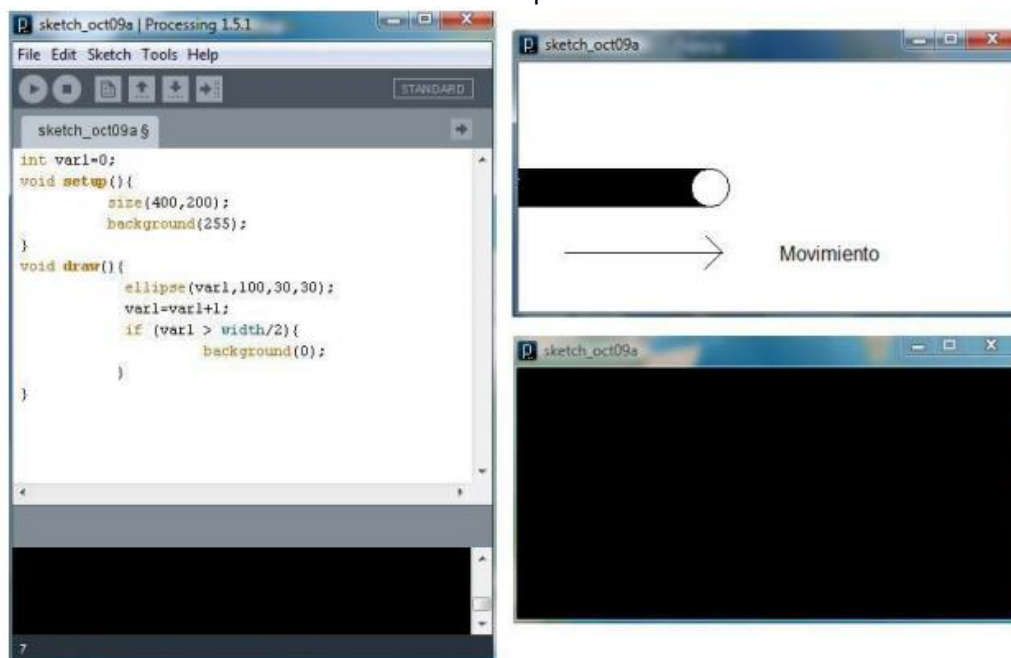 sketch_oct09a | Processing 1.5.1
File Edit Sketch Tools Help
STANDARD
sketch_oct09a §
int var1=0;
void setup(){
size(400,200);
background(255);
}
void draw(){
ellipse(var1,100,30,30);
var1=var1+1;
if (var1 > width/2){
background(0);
}
}
7
sketch_oct09a
Movimiento
sketch_oct09a